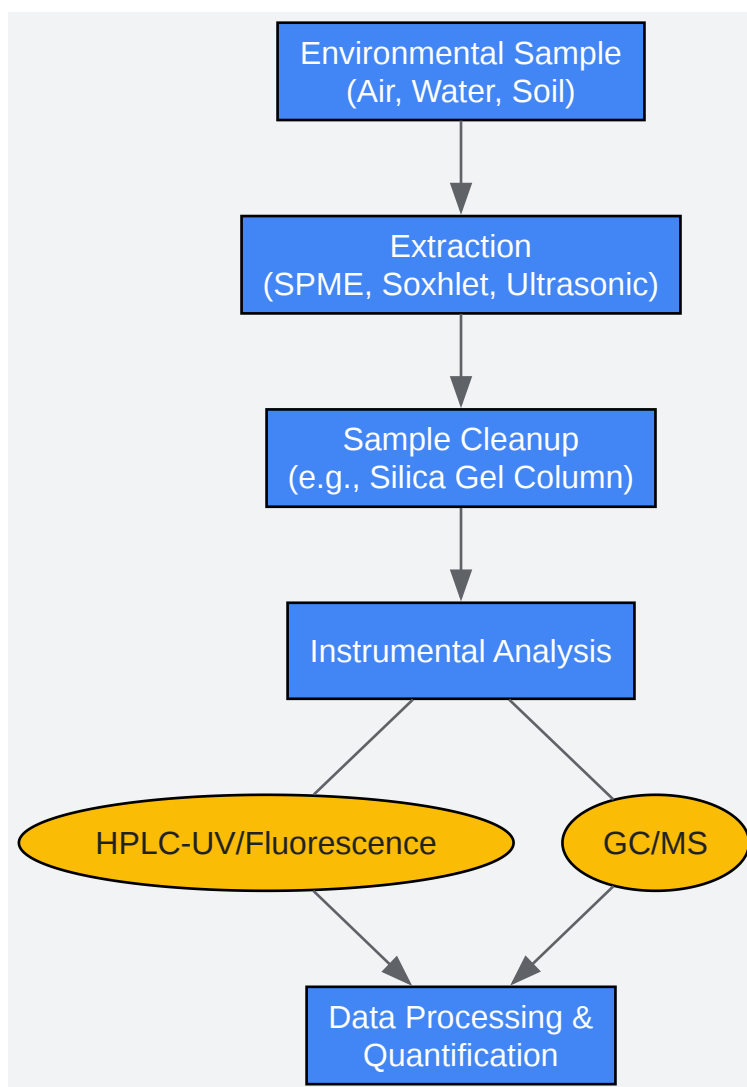 Environmental Sample
(Air, Water, Soil)
Extraction
(SPME, Soxhlet, Ultrasonic)
Sample Cleanup
(e.g., Silica Gel Column)
Instrumental Analysis
HPLC-UV/Fluorescence
GC/MS
Data Processing &
Quantification